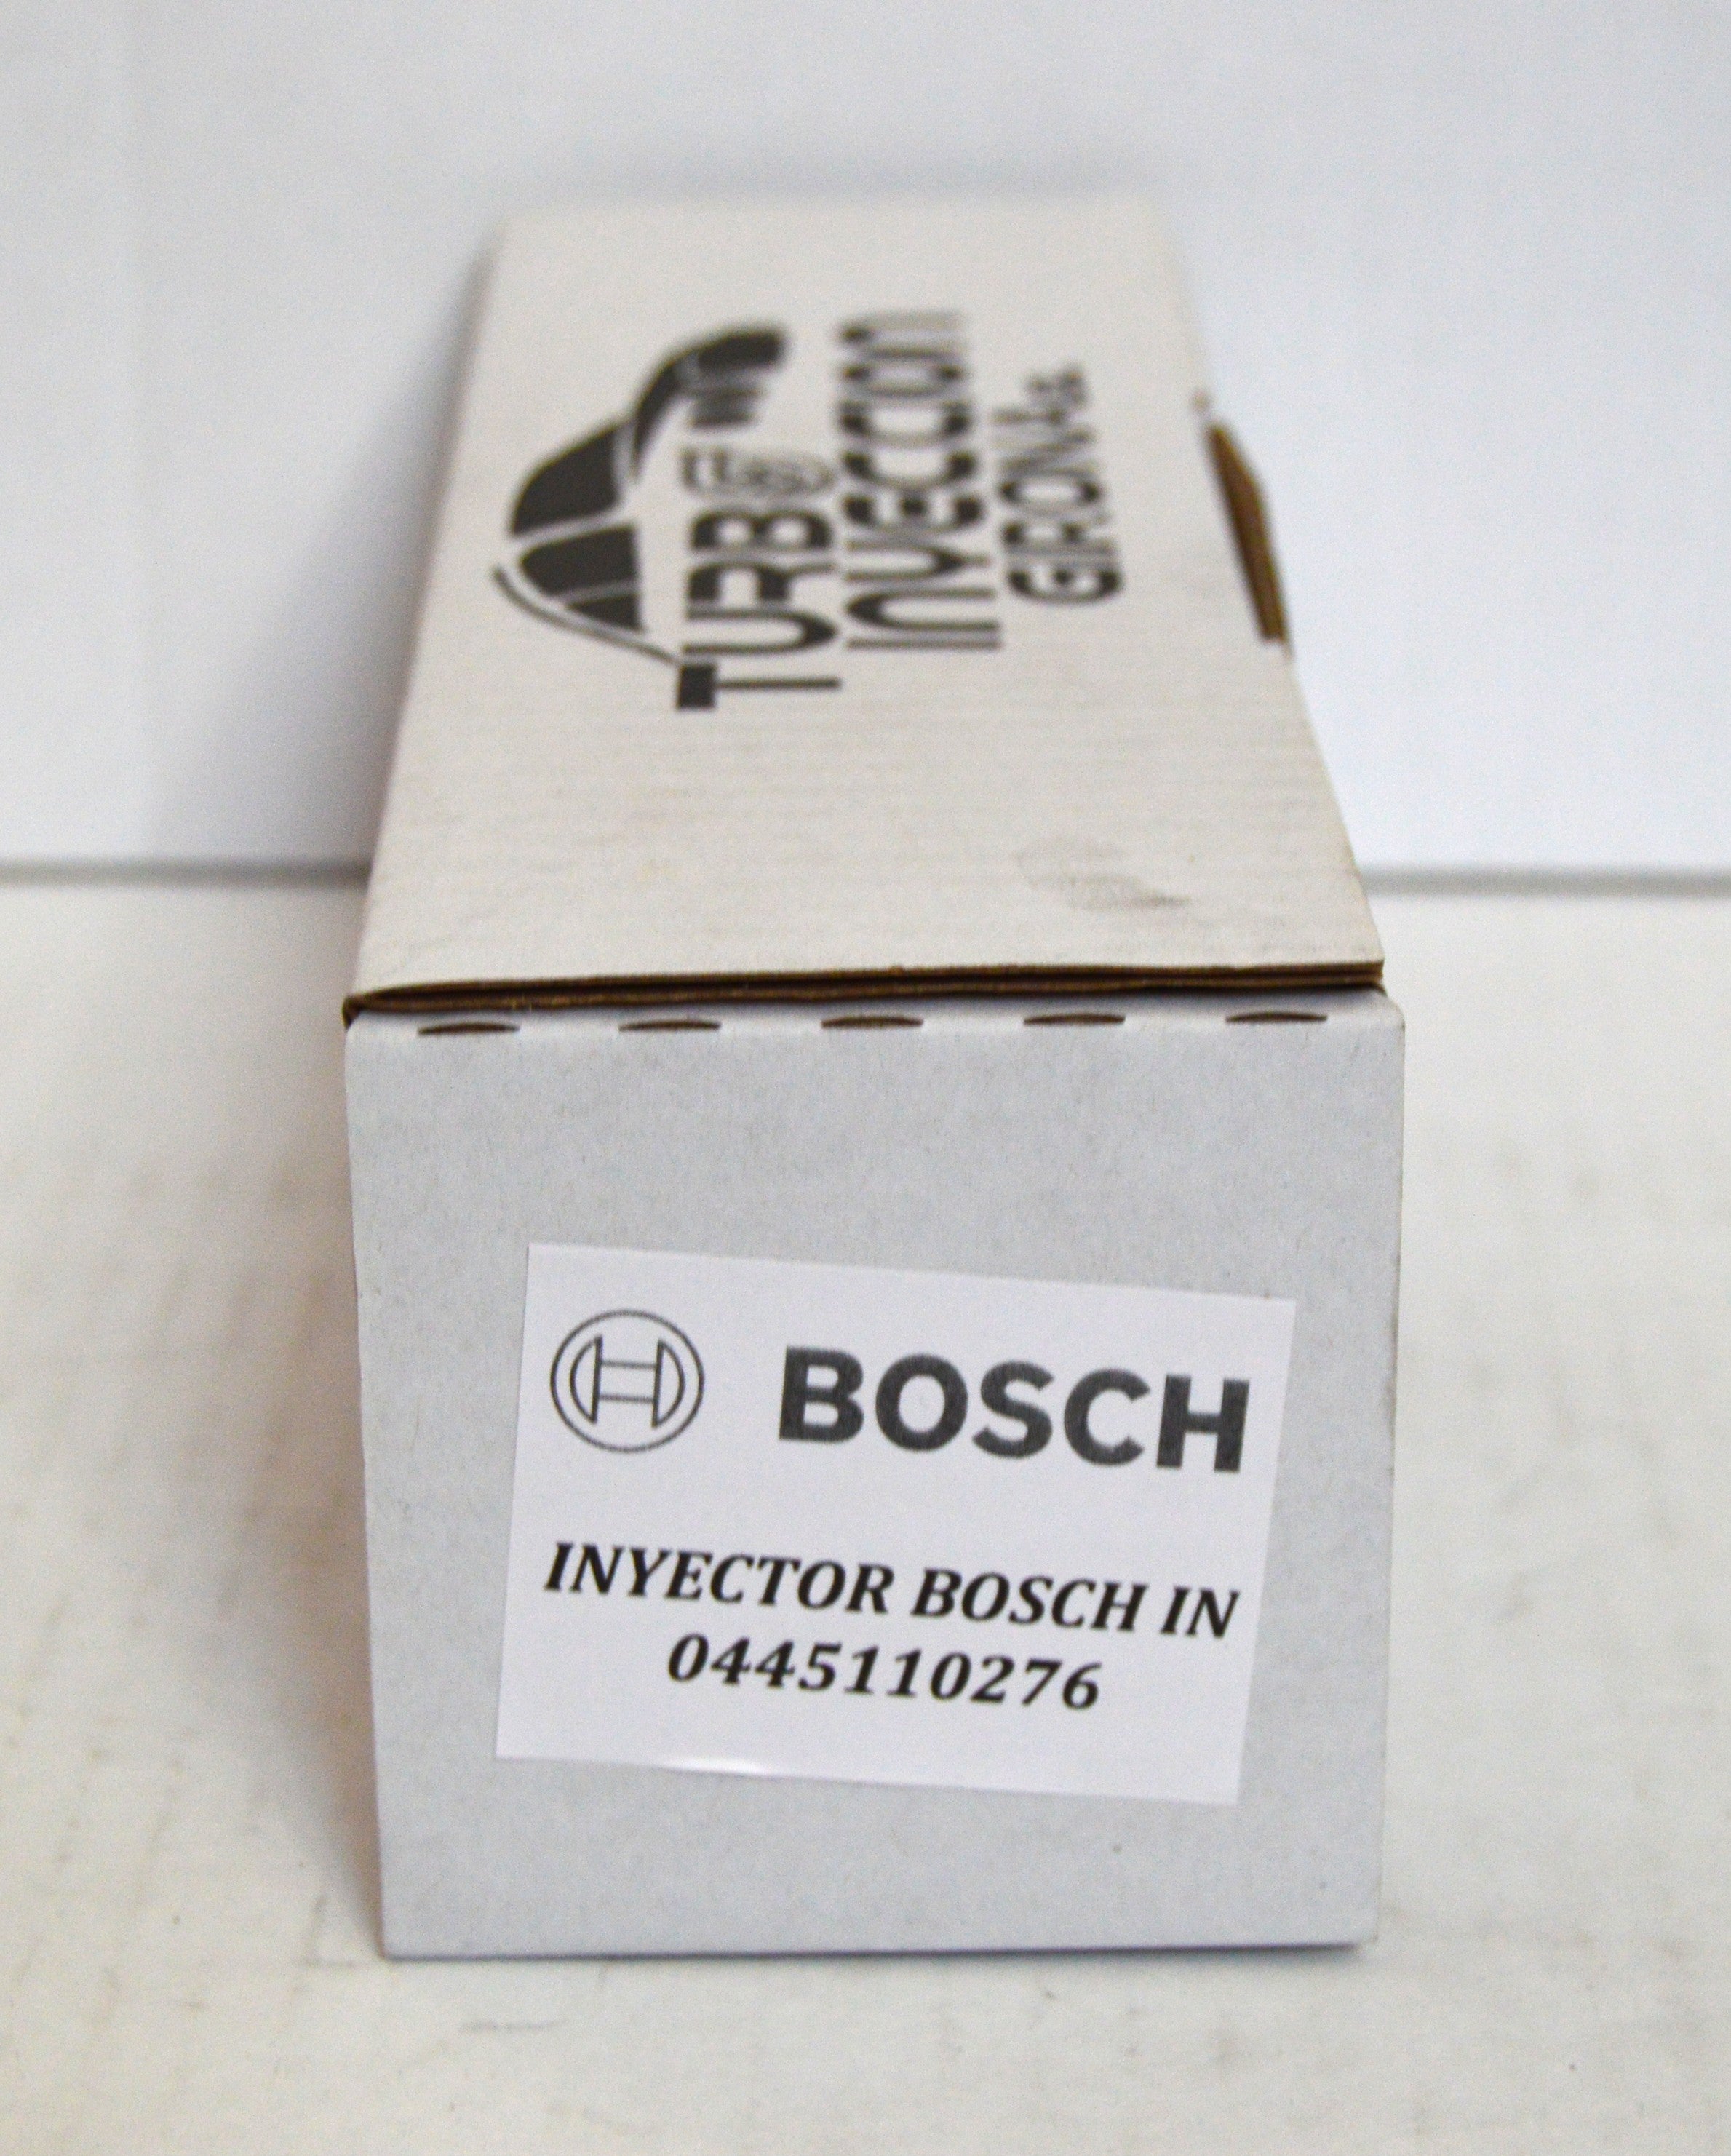 TURBO
INYECCION
GIRONA
BOSCH
INYECTOR BOSCH IN
0445110276